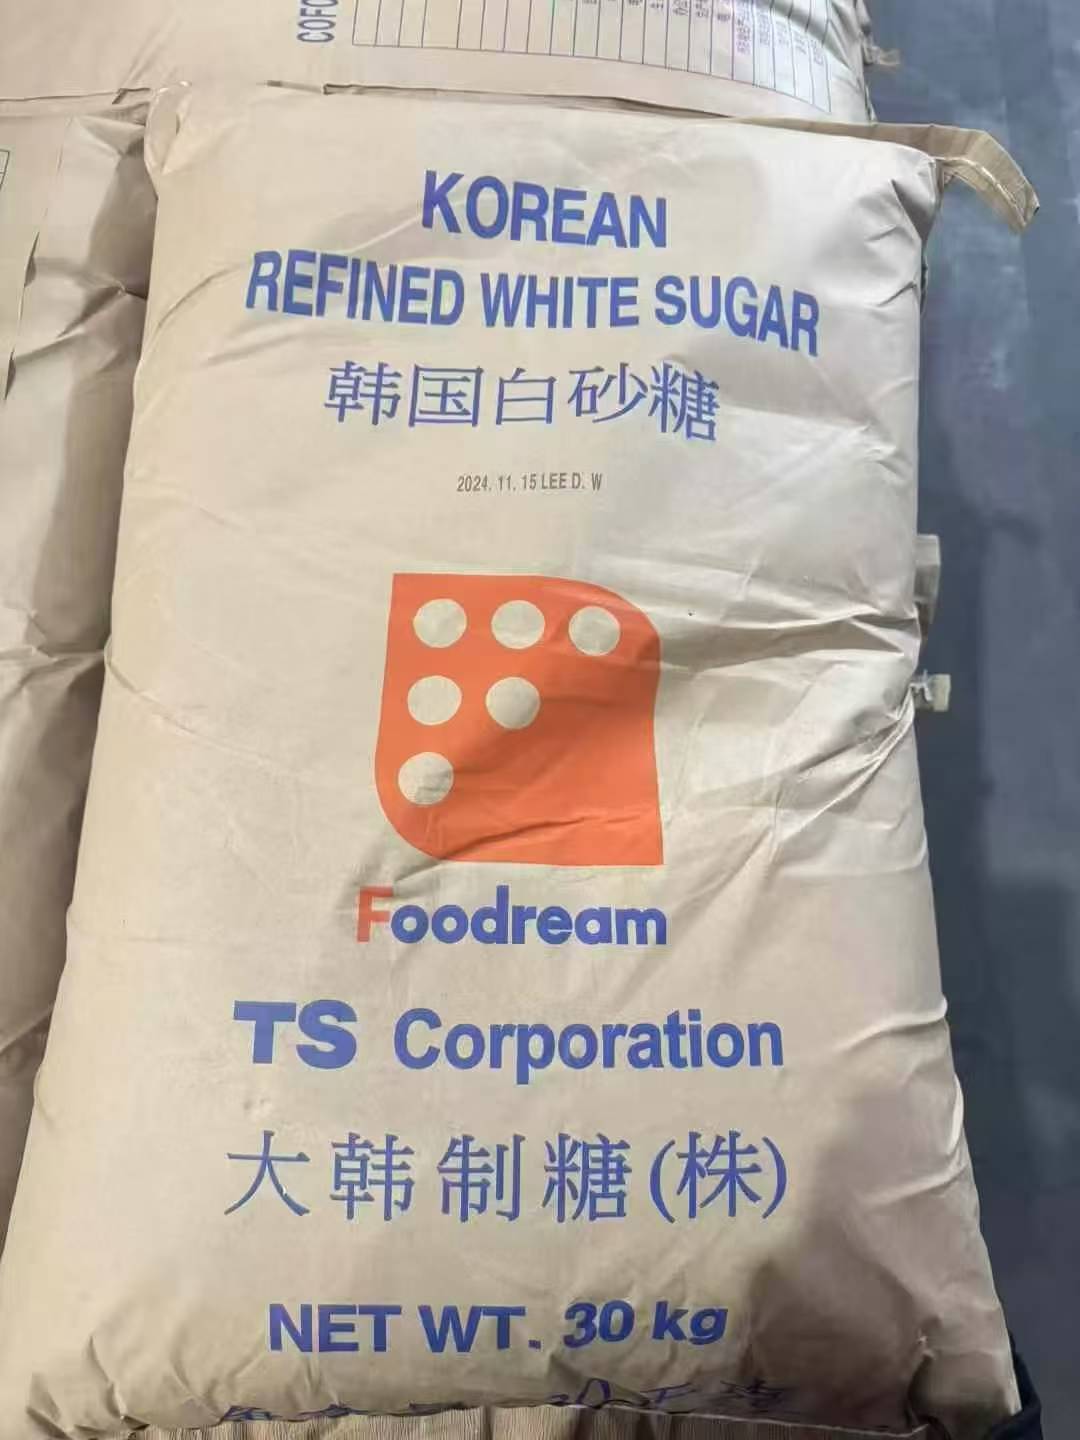 COFC
KOREAN
REFINED WHITE SUGAR
韩国白砂糖
2024. 11. 15 LEE D. W
Foodream
TS Corporation
大韩制糖(株)
NET WT. 30 kg